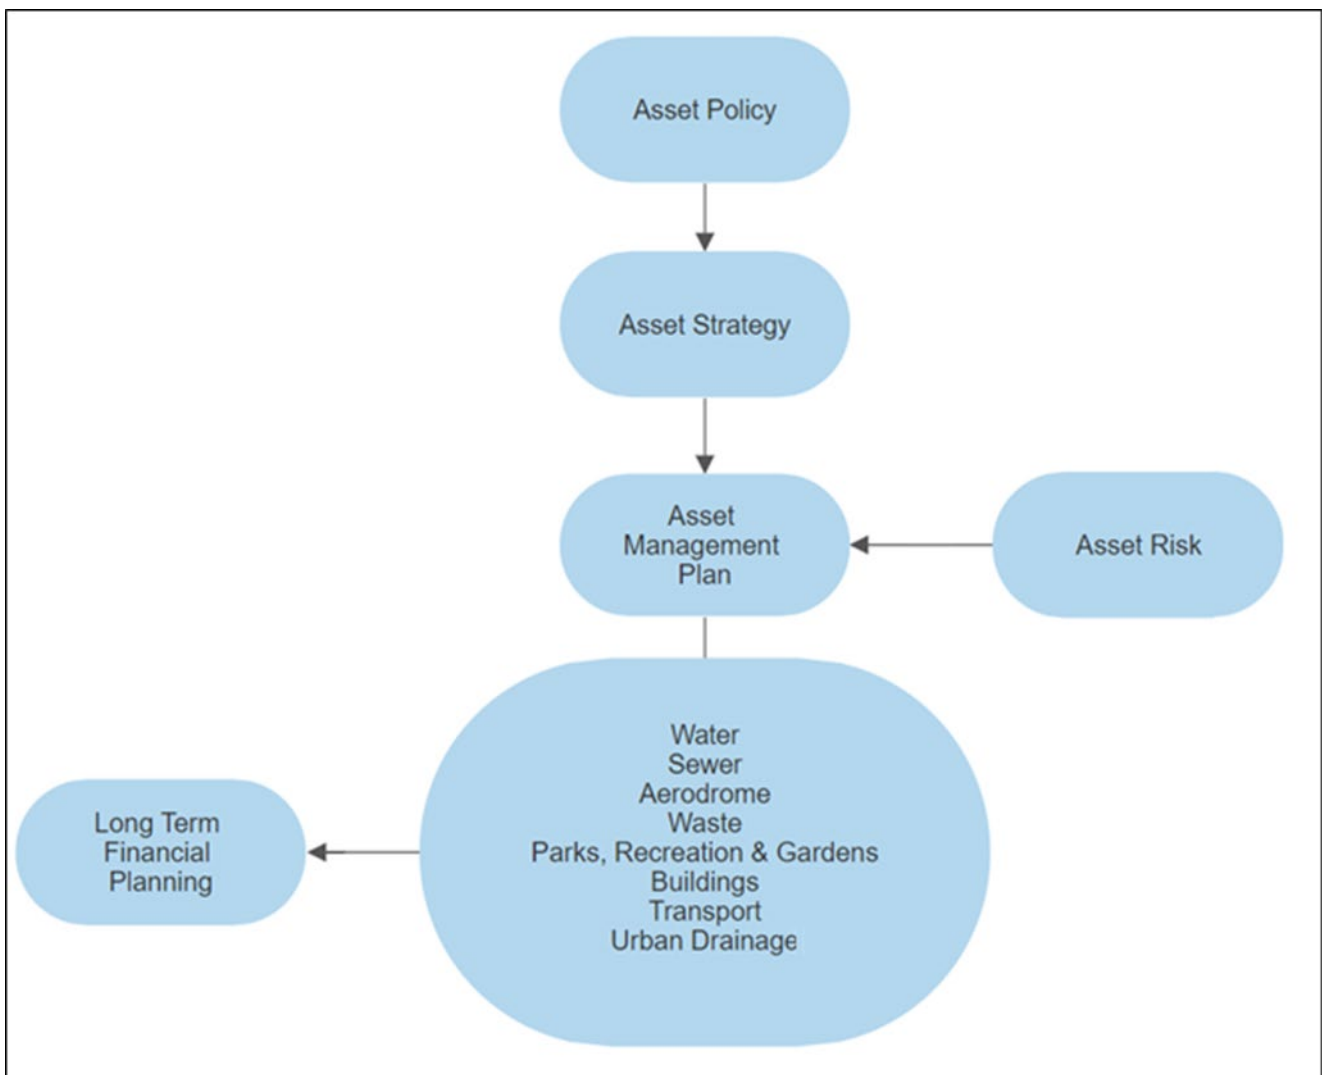 Asset Policy
Asset Strategy
Asset
Management
Plan
Asset Risk
Water
Sewer
Aerodrome
Waste
Parks, Recreation & Gardens
Buildings
Transport
Urban Drainage
Long Term
Financial
Planning